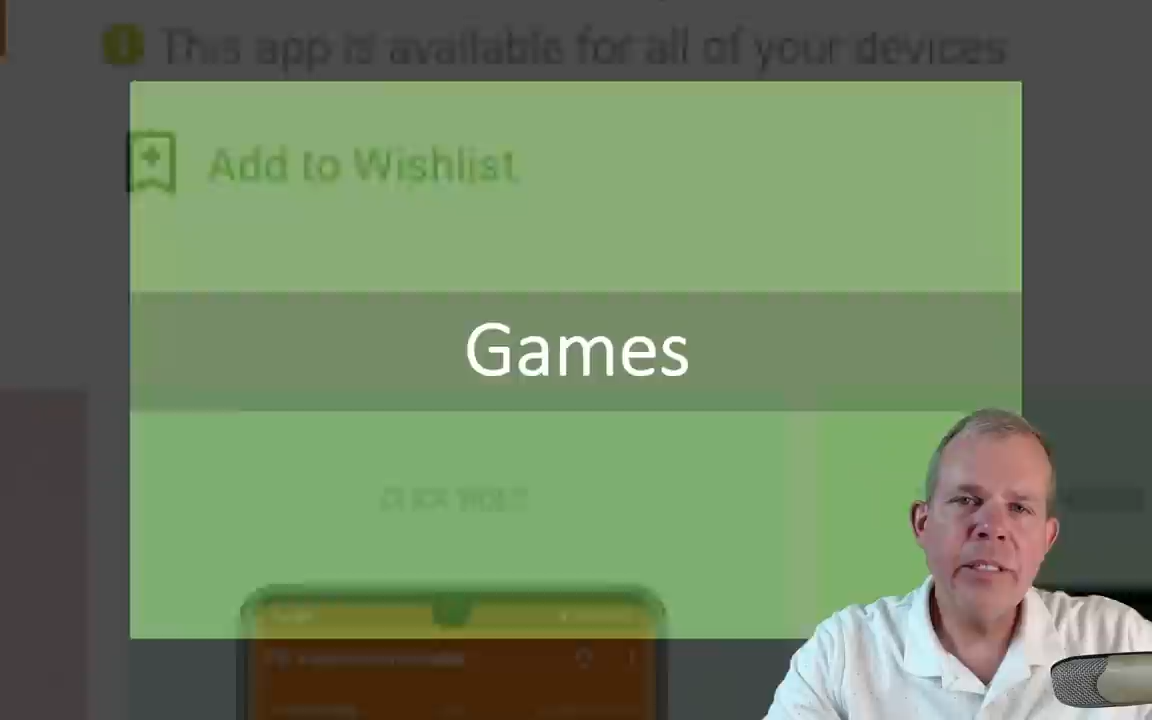 This app is available for all of your devices
Add to Wishlist
Games